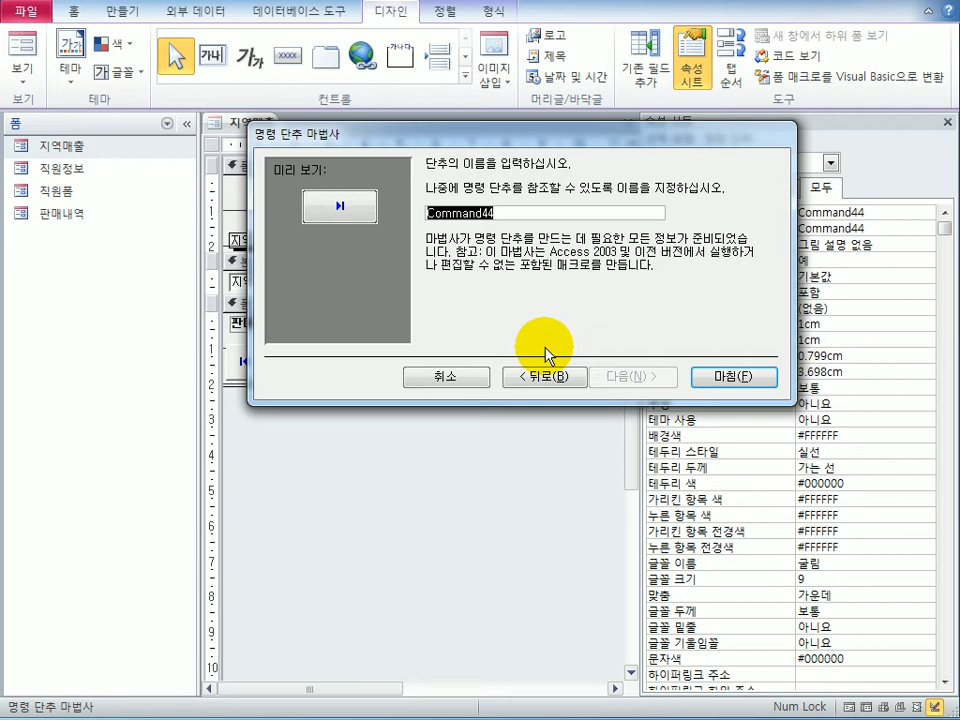 파일 홈 만들기 외부 데이터 데이터베이스 도구 디자인 정렬 형식
보기
보기
가가
테마
색
가 글꼴
테마
가나
가가
xxxx
가나다
컨트롤
이미지
삽입
로고
제목
날짜 및 시간
머리글/바닥글
기존 필드
추가
속성
시트
탭
순서
새 창에서 하위 폼 보기
코드 보기
폼 매크로를 Visual Basic으로 변환
도구
폼
지역매출
직원정보
직원폼
판매내역
명령 단추 마법사
미리 보기:
단추의 이름을 입력하십시오.
나중에 명령 단추를 참조할 수 있도록 이름을 지정하십시오.
Command44
마법사가 명령 단추를 만드는 데 필요한 모든 정보가 준비되었습
니다. 참고: 이 마법사는 Access 2003 및 이전 버전에서 실행하거
나 편집할 수 없는 포함된 매크로를 만듭니다.
취소 < 뒤로(B) 다음(N) > 마침(F)
모두
Command44
Command44
그림 설명 없음
예
기본값
포함
(없음)
1cm
1cm
0.799cm
3.698cm
보통
아니요
테마 사용 아니요
배경색 #FFFFFF
테두리 스타일 실선
테두리 두께 가는 선
테두리 색 #000000
가리킨 항목 색 #FFFFFF
누른 항목 색 #FFFFFF
가리킨 항목 전경색 #FFFFFF
누른 항목 전경색 #FFFFFF
글꼴 이름 굴림
글꼴 크기 9
맞춤 가운데
글꼴 두께 보통
글꼴 밑줄 아니요
글꼴 기울임꼴 아니요
문자색 #000000
하이퍼링크 주소
2
1
2
3
4
5
6
7
8
9
10
명령 단추 마법사
Num Lock